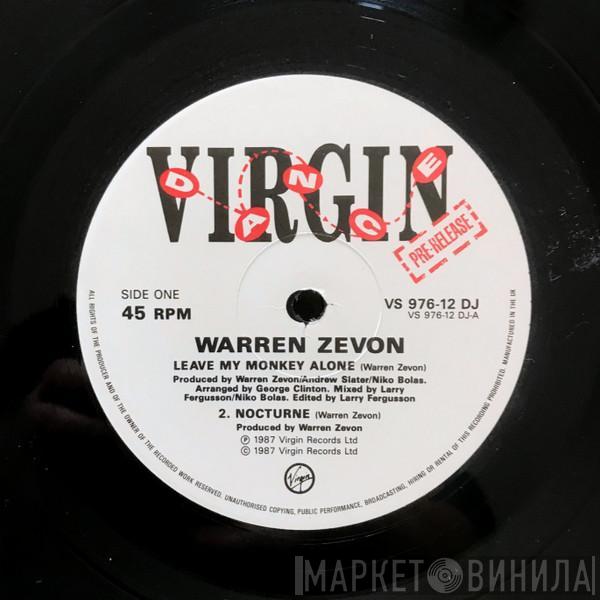 VIRGIN
DANCE
PRE-RELEASE
SIDE ONE
45 RPM
VS 976-12 DJ
VS 976-12 DJ-A
WARREN ZEVON
LEAVE MY MONKEY ALONE (Warren Zevon)
Produced by Warren Zevon/Andrew Slater/Niko Bolas.
Arranged by George Clinton. Mixed by Larry
Fergusson/Niko Bolas. Edited by Larry Fergusson
2. NOCTURNE (Warren Zevon)
Produced by Warren Zevon
Ⓟ 1987 Virgin Records Ltd
© 1987 Virgin Records Ltd
Virgin
ALL RIGHTS OF THE PRODUCER AND OF THE OWNER OF THE RECORDED WORK RESERVED. UNAUTHORISED COPYING, PUBLIC PERFORMANCE, BROADCASTING, HIRING OR RENTAL OF THIS RECORDING PROHIBITED. MANUFACTURED IN THE UK
МАРКЕТ ВИНИЛА